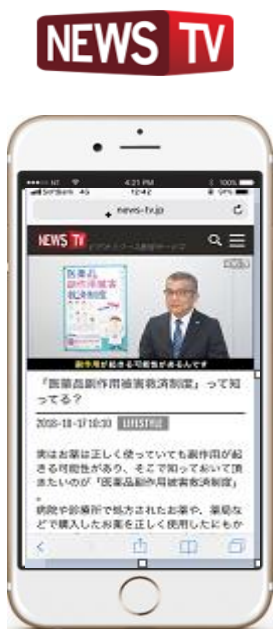 NEWS TV
4:21 PM 100%
SoftBank 4G 12:42 91%
news-tv.jp
NEWS TV
医薬品
副作用被害
救済制度
副作用が起きる可能性があるんです
「医薬品副作用被害救済制度」って知
ってる?
2018-10-17 10:10 LIFESTYLE
実はお薬は正しく使っていても副作用が起
きる可能性があり、そこで知っておいて頂
きたいのが「医薬品副作用被害救済制度」
。
病院や診療所で処方されたお薬や、薬局な
どで購入したお薬を正しく使用したにもか